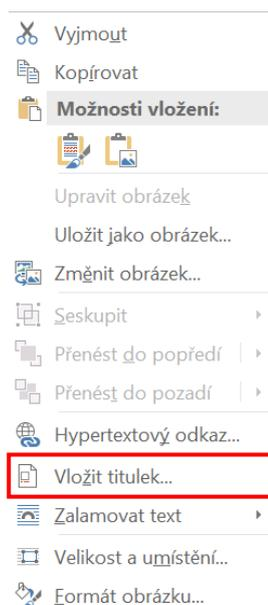 Vyjmout
Kopírovat
Možnosti vložení:
Upravit obrázek
Uložit jako obrázek...
Změnit obrázek...
Seskupit
Přenést do popředí
Přenést do pozadí
Hypertextový odkaz...
Vložit titulek...
Zalamovat text
Velikost a umístění...
Formát obrázku...